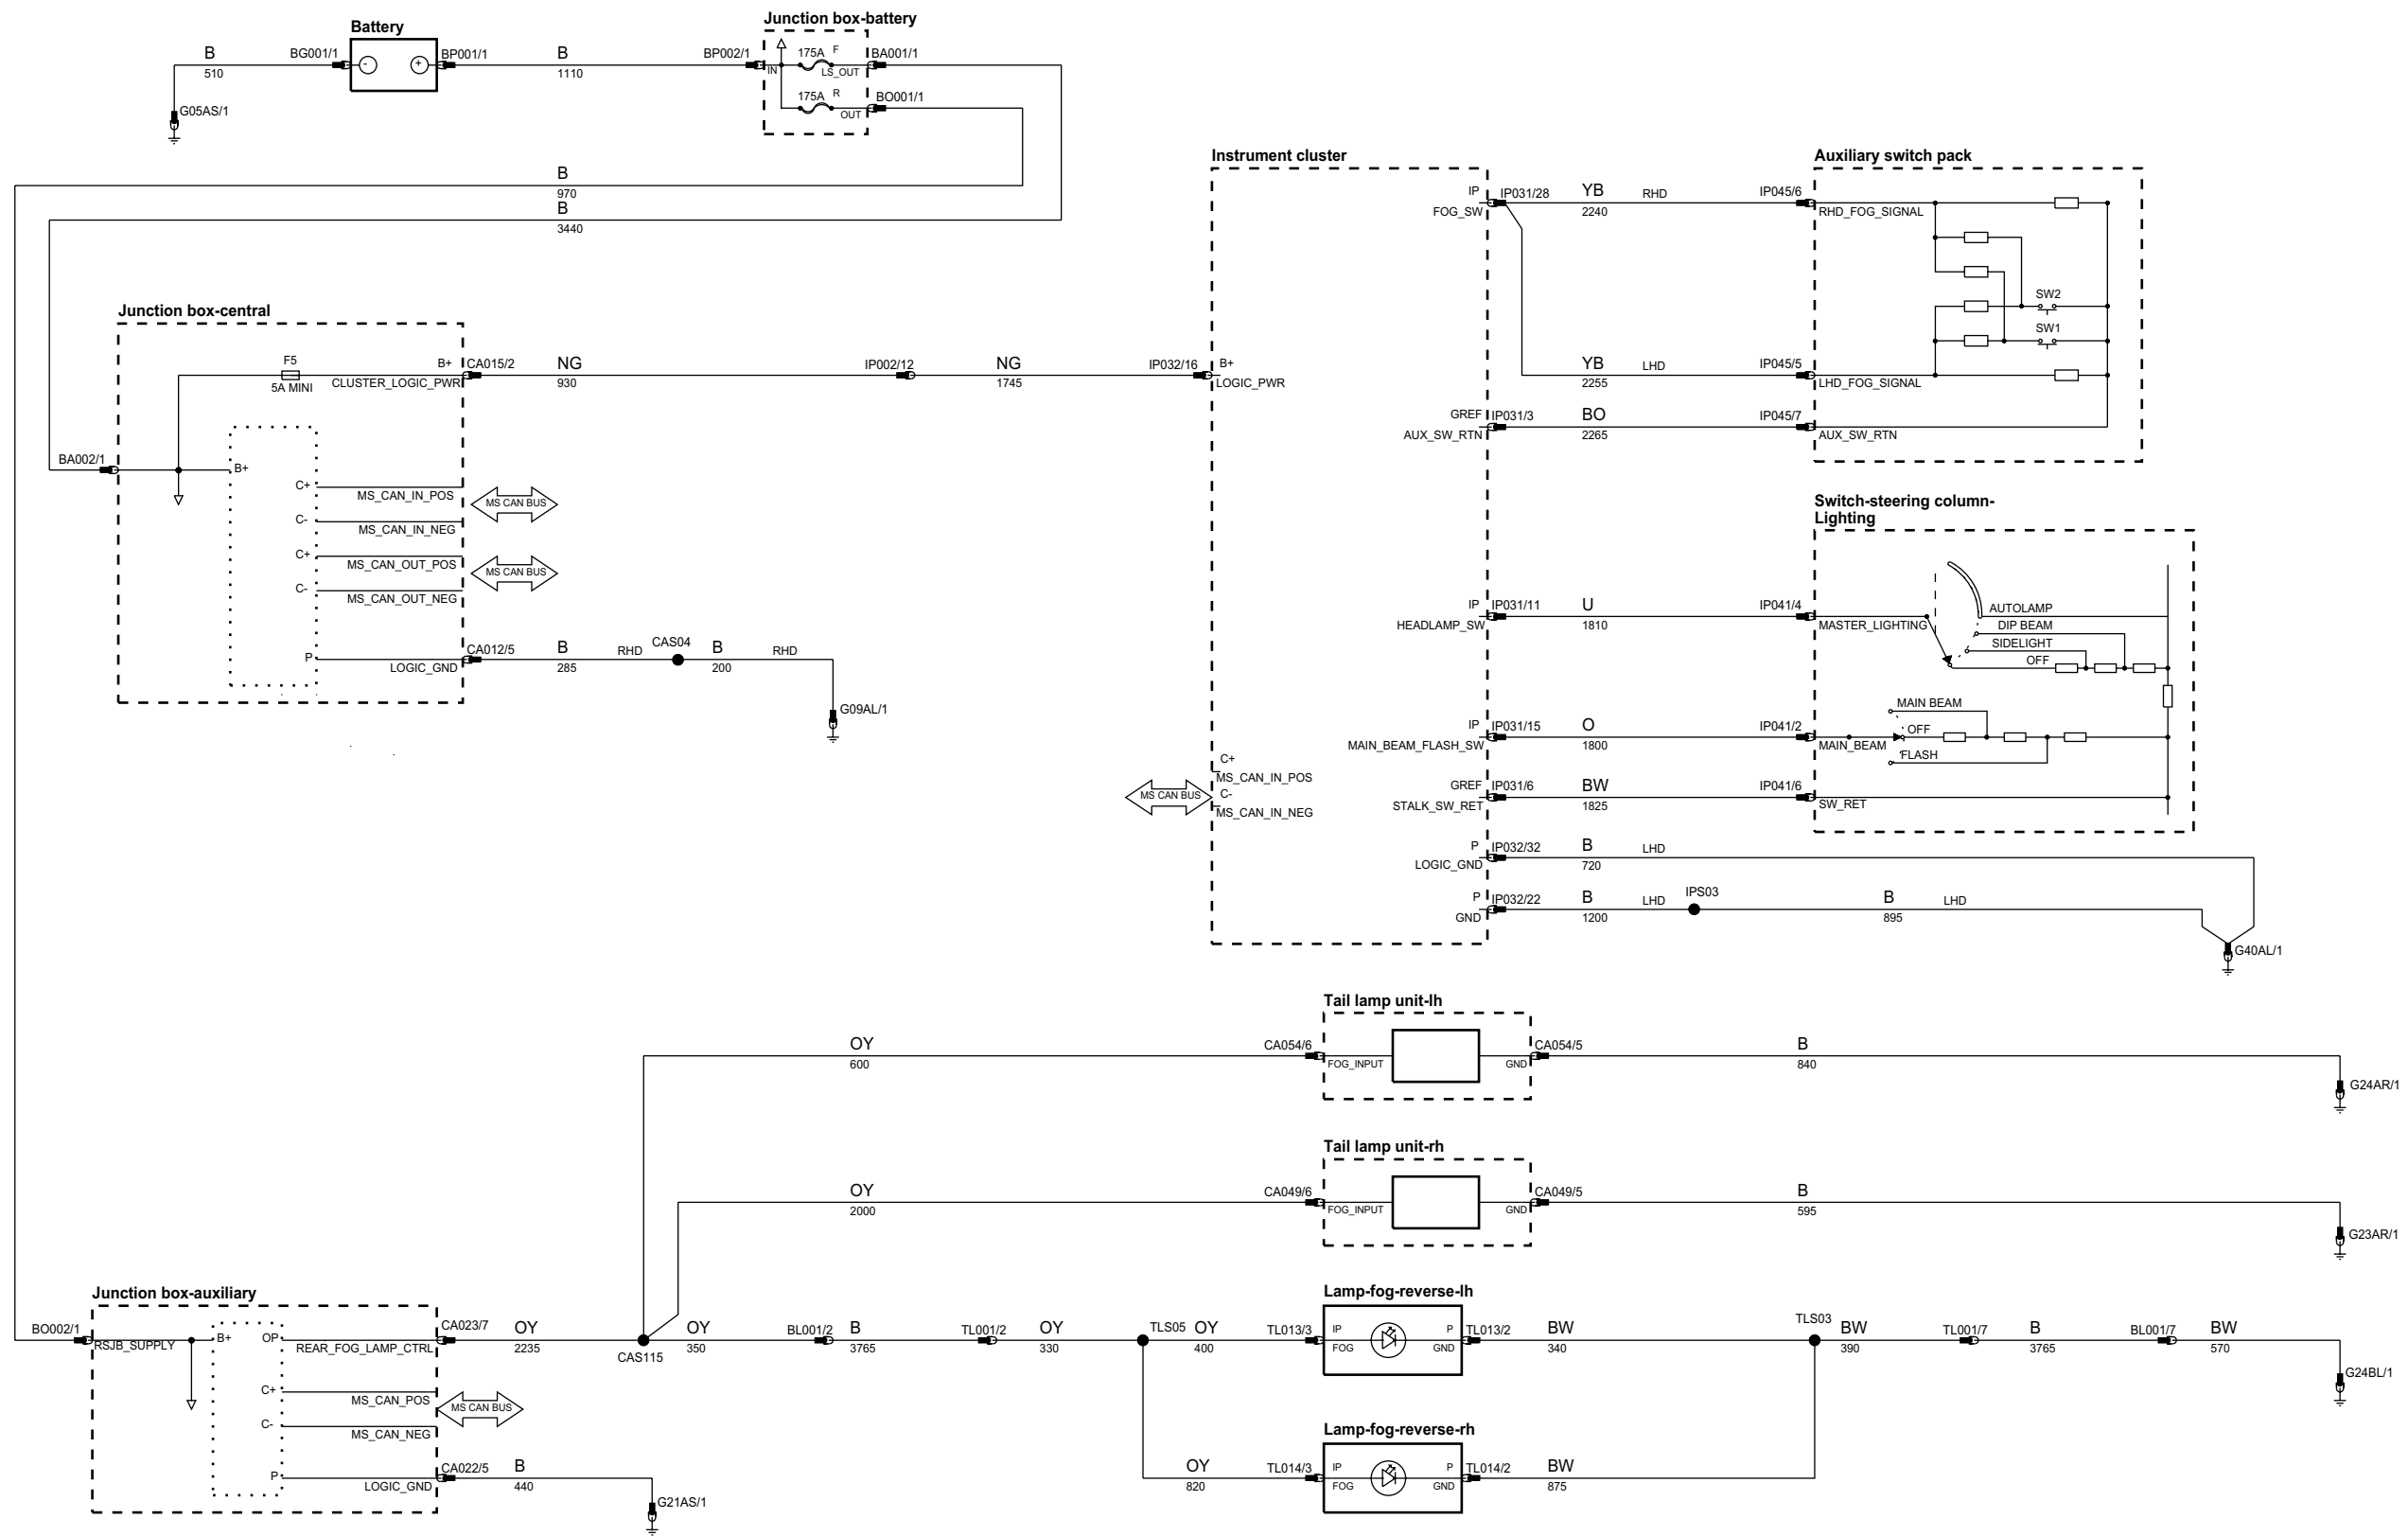 Junction box-battery
Battery
B
510
BG001/1
-
+
BP001/1
B
1110
BP002/1
IN
175A F
LS_OUT
BA001/1
175A R
OUT
BO001/1
G05AS/1
B
970
B
3440
Junction box-central
F5
5A MINI
B+
CLUSTER_LOGIC_PWR
CA015/2
NG
930
IP002/12
NG
1745
IP032/16
BA002/1
B+
C+
MS_CAN_IN_POS
C-
MS_CAN_IN_NEG
MS CAN BUS
C+
MS_CAN_OUT_POS
C-
MS_CAN_OUT_NEG
MS CAN BUS
P
LOGIC_GND
CA012/5
B
285
RHD
CAS04
B
200
RHD
G09AL/1
Instrument cluster
B+
LOGIC_PWR
IP
FOG_SW
IP031/28
YB
2240
RHD
IP045/6
YB
2255
LHD
IP045/5
GREF
AUX_SW_RTN
IP031/3
BO
2265
IP045/7
Auxiliary switch pack
RHD_FOG_SIGNAL
SW2
SW1
LHD_FOG_SIGNAL
AUX_SW_RTN
IP
HEADLAMP_SW
IP031/11
U
1810
IP041/4
Switch-steering column-
Lighting
MASTER_LIGHTING
AUTOLAMP
DIP BEAM
SIDELIGHT
OFF
IP
MAIN_BEAM_FLASH_SW
IP031/15
O
1800
IP041/2
MAIN_BEAM
MAIN BEAM
OFF
FLASH
MS CAN BUS
C+
MS_CAN_IN_POS
C-
MS_CAN_IN_NEG
GREF
STALK_SW_RET
IP031/6
BW
1825
IP041/6
SW_RET
P
LOGIC_GND
IP032/32
B
720
LHD
P
GND
IP032/22
B
1200
LHD
IPS03
B
895
LHD
G40AL/1
Tail lamp unit-lh
OY
600
CA054/6
FOG_INPUT
GND
CA054/5
B
840
G24AR/1
Tail lamp unit-rh
OY
2000
CA049/6
FOG_INPUT
GND
CA049/5
B
595
G23AR/1
Junction box-auxiliary
BO002/1
RSJB_SUPPLY
B+
OP
REAR_FOG_LAMP_CTRL
CA023/7
OY
2235
CAS115
OY
350
BL001/2
B
3765
TL001/2
OY
330
TLS05
OY
400
TL013/3
Lamp-fog-reverse-lh
IP
FOG
P
GND
TL013/2
BW
340
TLS03
BW
390
TL001/7
B
3765
BL001/7
BW
570
G24BL/1
C+
MS_CAN_POS
C-
MS_CAN_NEG
MS CAN BUS
P
LOGIC_GND
CA022/5
B
440
G21AS/1
OY
820
TL014/3
Lamp-fog-reverse-rh
IP
FOG
P
GND
TL014/2
BW
875